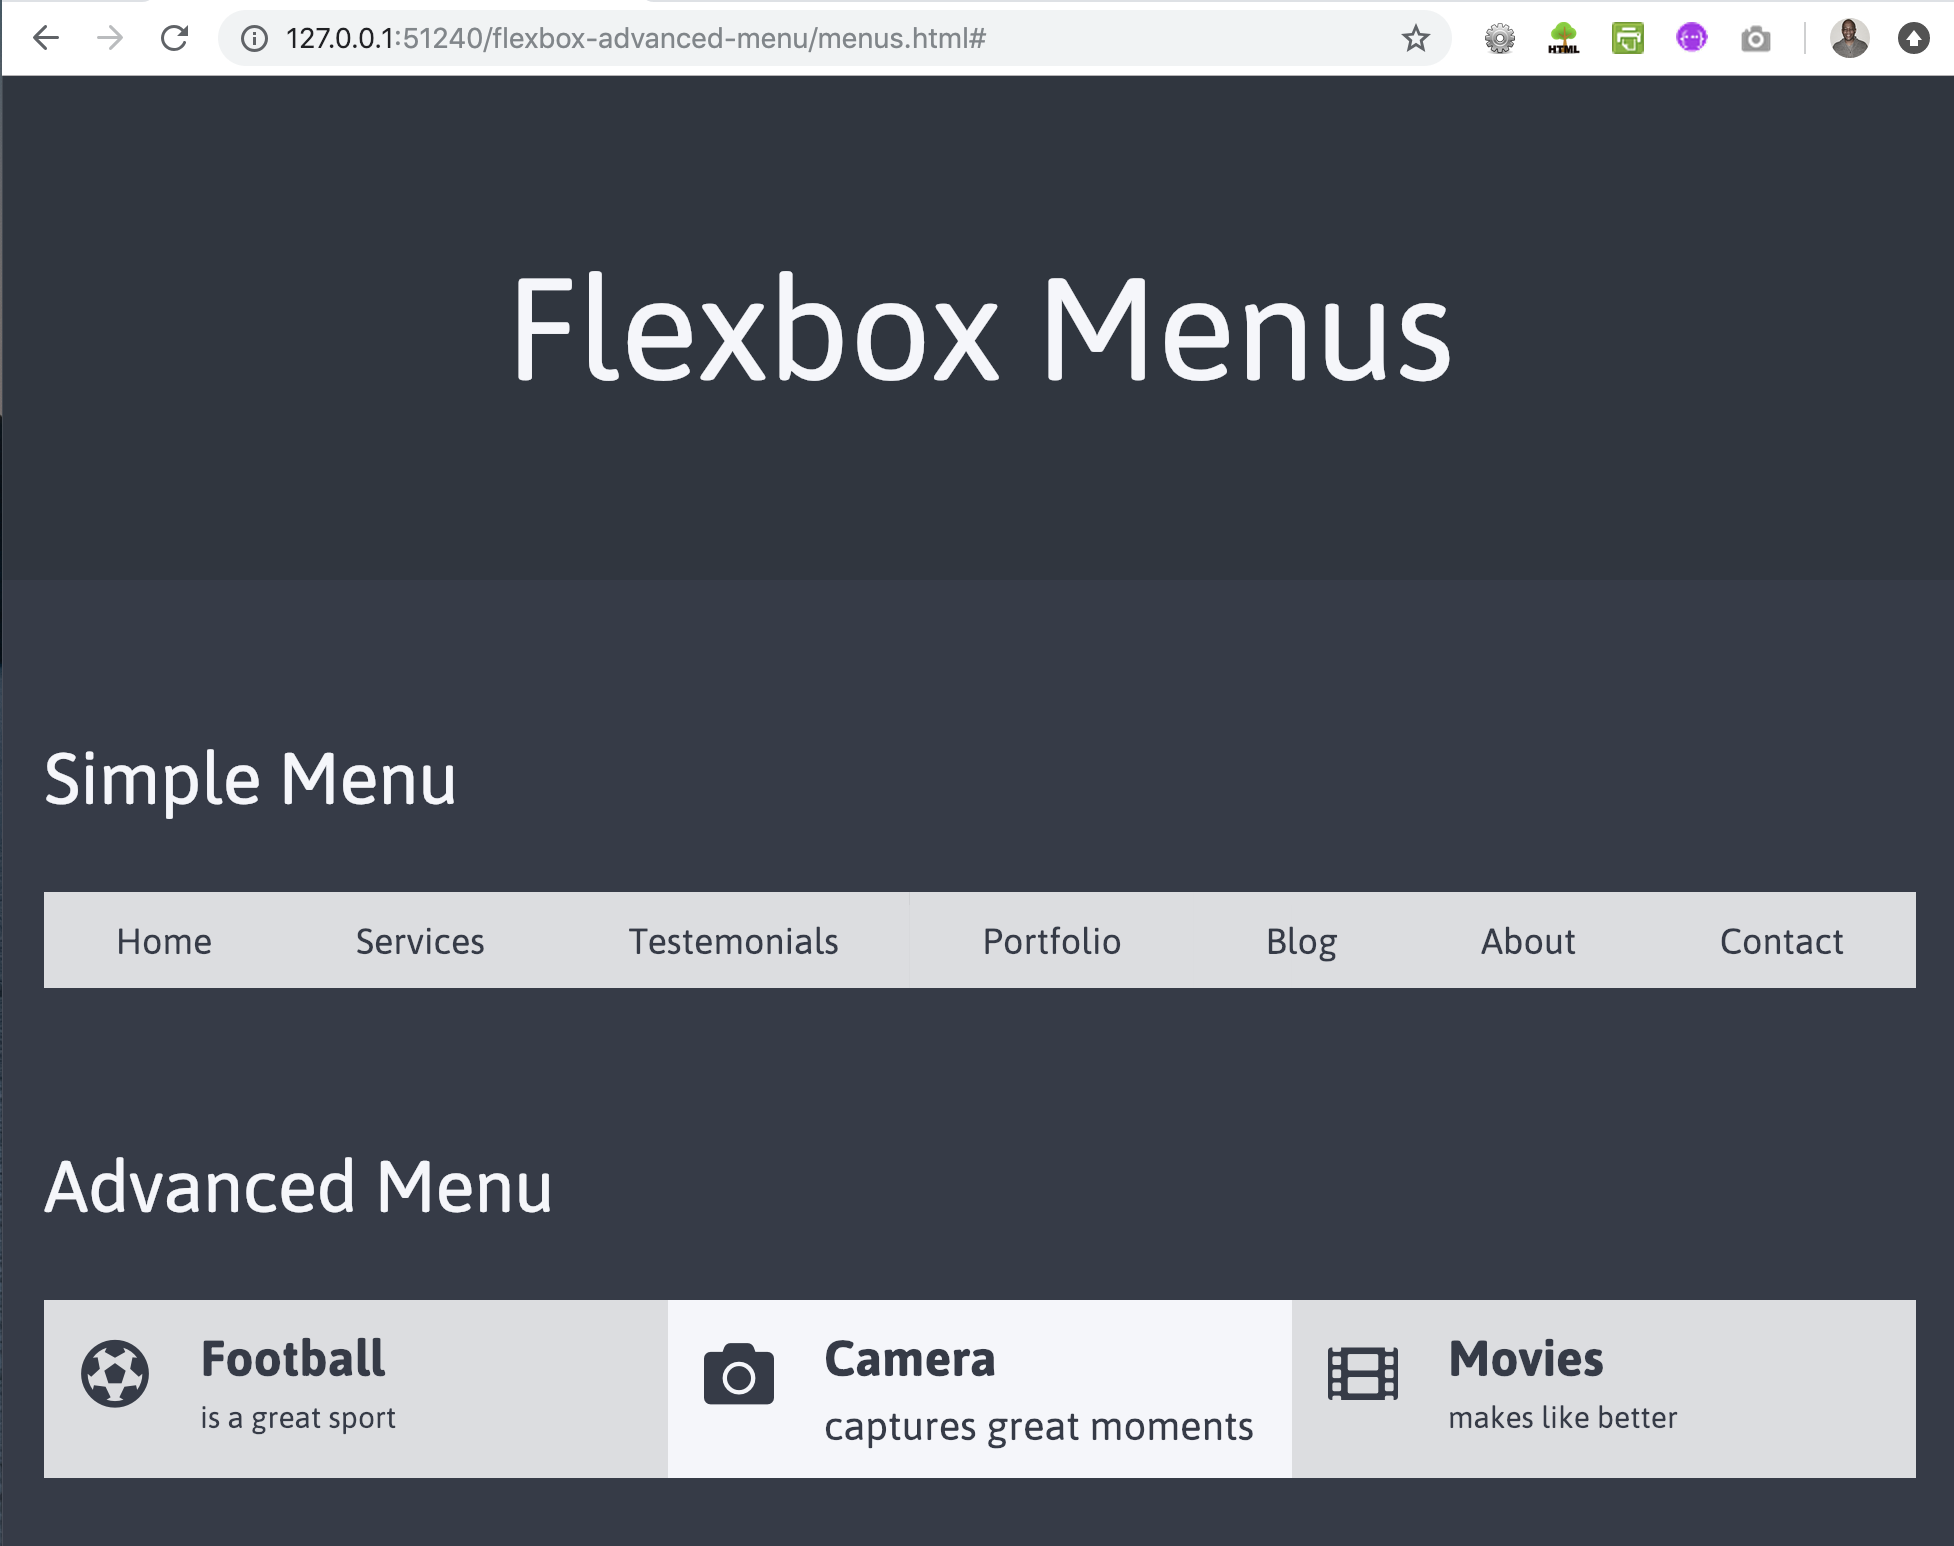 127.0.0.1:51240/flexbox-advanced-menu/menus.html#
HTML
Flexbox Menus
Simple Menu
Home Services Testemonials Portfolio Blog About Contact
Advanced Menu
Football Camera Movies
is a great sport captures great moments makes like better